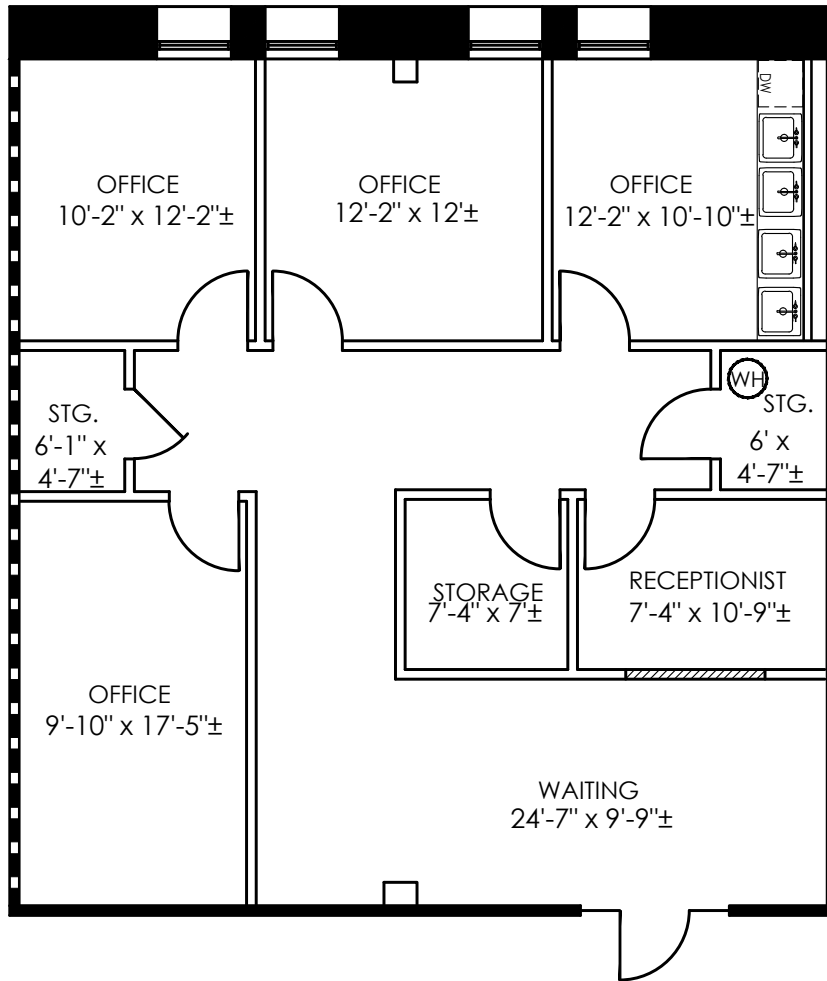 DW
OFFICE
10'-2" x 12'-2"±
OFFICE
12'-2" x 12'±
OFFICE
12'-2" x 10'-10"±
WH
STG.
6'-1" x
4'-7"±
STG.
6' x
4'-7"±
STORAGE
7'-4" x 7'±
RECEPTIONIST
7'-4" x 10'-9"±
OFFICE
9'-10" x 17'-5"±
WAITING
24'-7" x 9'-9"±